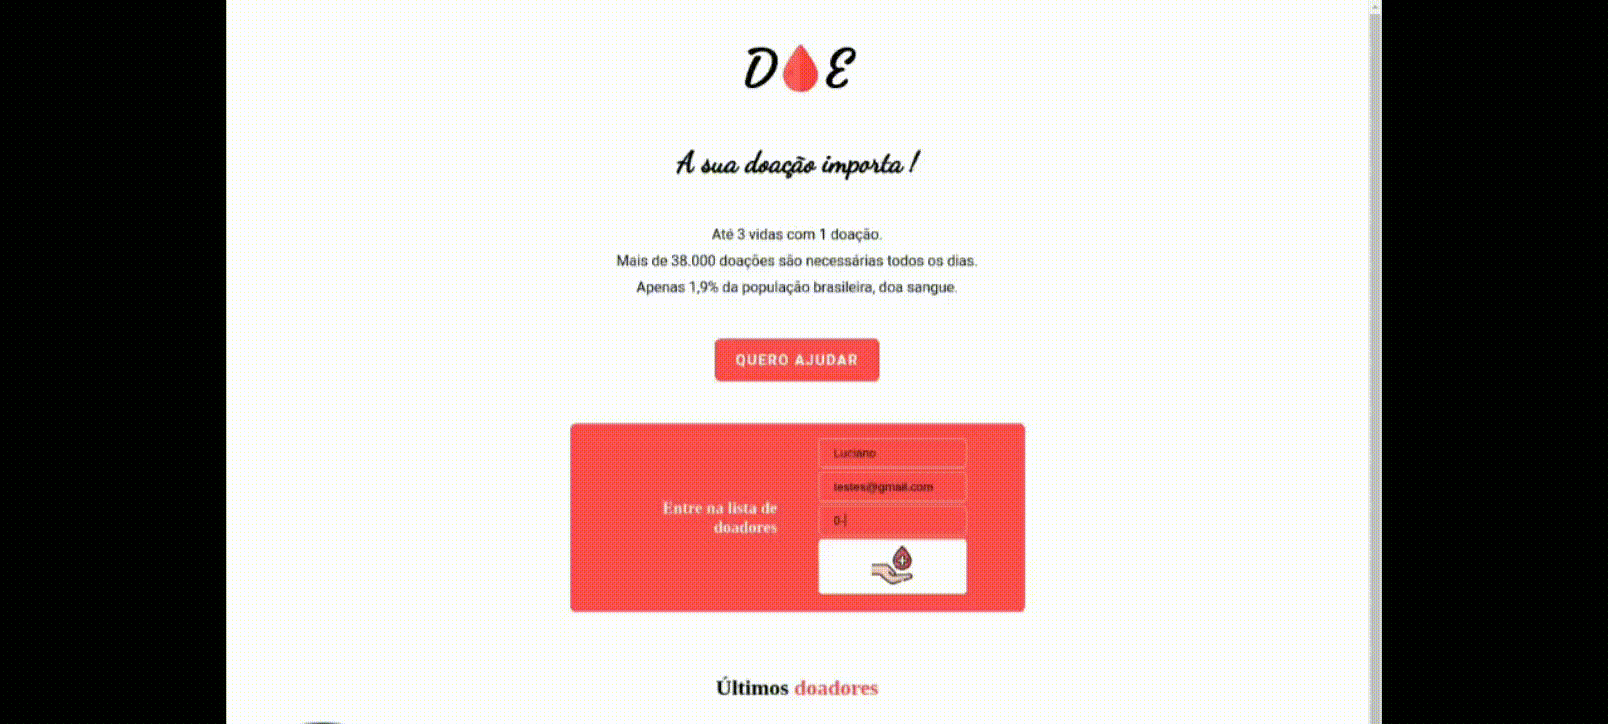 D E
A sua doação importa !
Até 3 vidas com 1 doação.
Mais de 38.000 doações são necessárias todos os dias.
Apenas 1,9% da população brasileira, doa sangue.
QUERO AJUDAR
Entre na lista de
doadores
Luciano
testes@gmail.com
0-
Últimos doadores